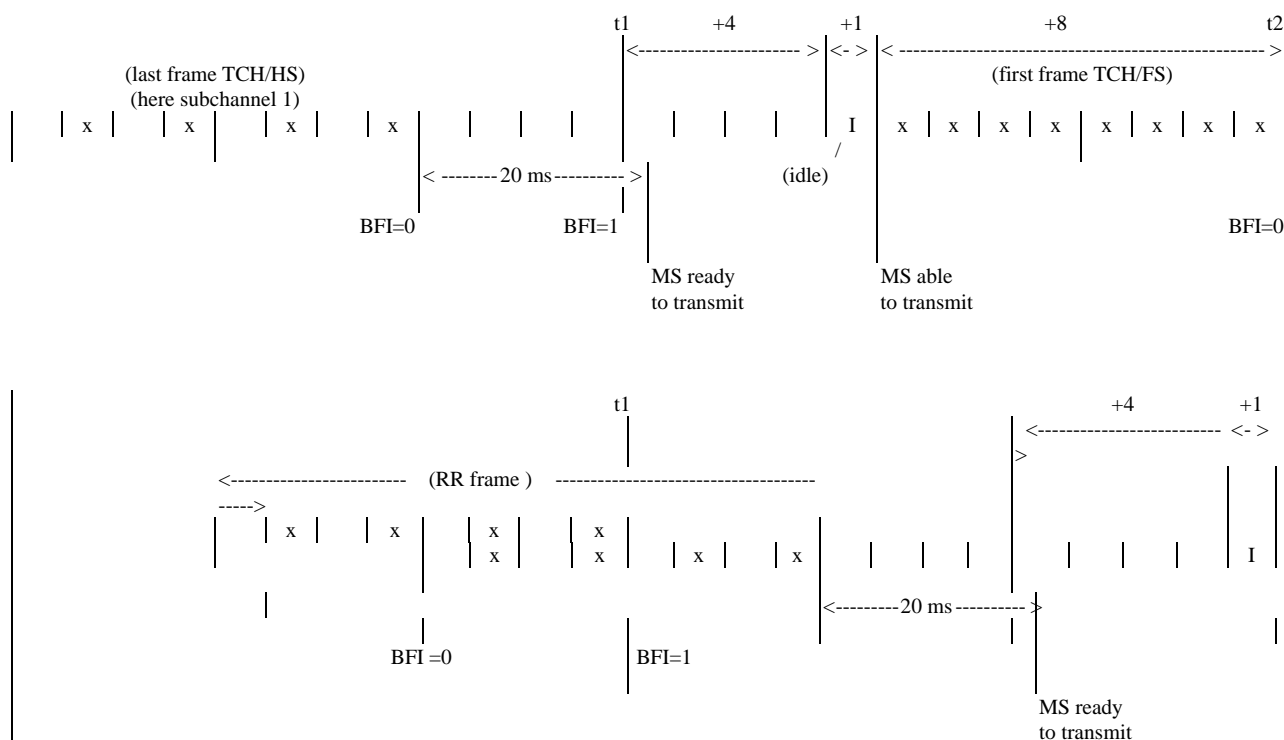 t1 +4 +1 +8 t2
< ----------------------- > <- > < ------------------------------------------- >
(last frame TCH/HS) (first frame TCH/FS)
(here subchannel 1)
x x x x I x x x x x x x x
/
< --------20 ms----------- > (idle)
BFI=0 BFI=1 BFI=0
MS ready MS able
to transmit to transmit
t1 +4 +1
<--------------------------- <- >
>
<------------------------- (RR frame ) ------------------------------
----->
x x x x
x x x x I
<---------20 ms----------- >
BFI =0 BFI=1
MS ready
to transmit